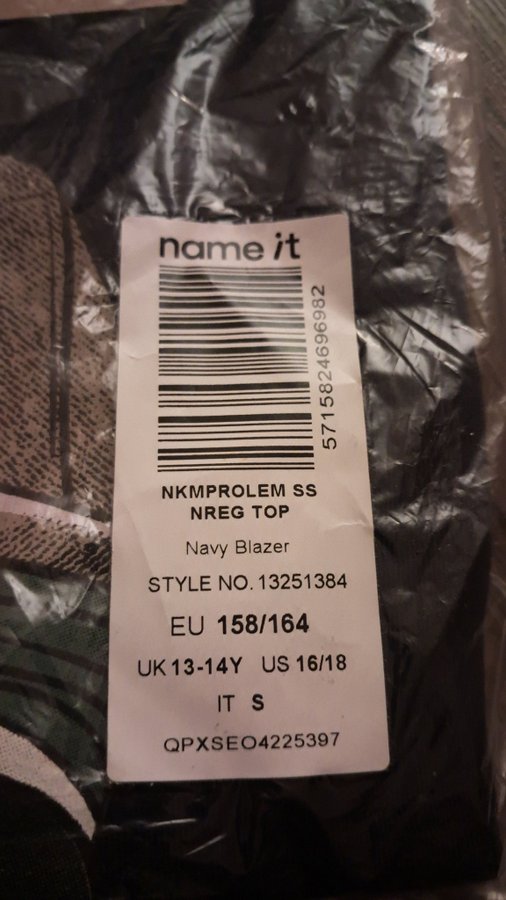 name it
5715824696982
NKMPROLEM SS
NREG TOP
Navy Blazer
STYLE NO. 13251384
EU 158/164
UK 13-14Y US 16/18
IT S
QPXSEO4225397